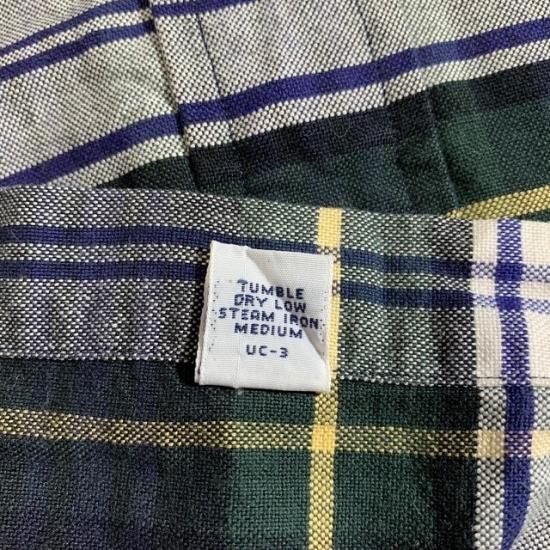 TUMBLE
DRY LOW
STEAM IRON
MEDIUM
UC-3